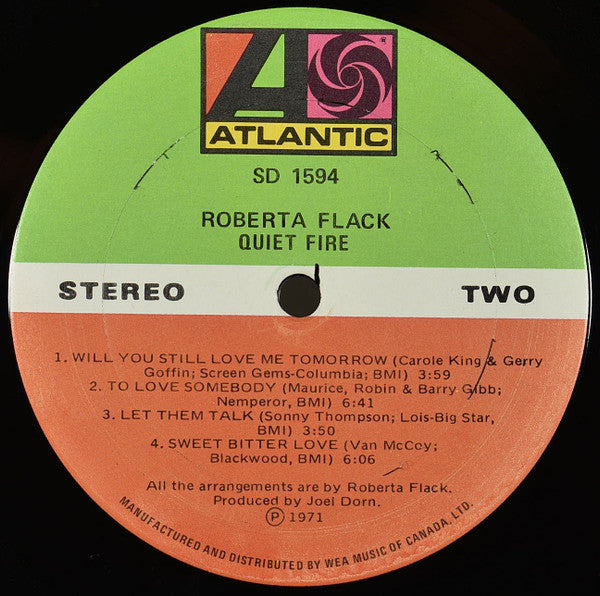 ATLANTIC
SD 1594
ROBERTA FLACK
QUIET FIRE
STEREO TWO
1. WILL YOU STILL LOVE ME TOMORROW (Carole King & Gerry
Goffin; Screen Gems-Columbia; BMI) 3:59
2. TO LOVE SOMEBODY (Maurice, Robin & Barry Gibb;
Nemperor, BMI) 6:41
3. LET THEM TALK (Sonny Thompson; Lois-Big Star,
BMI) 3:50
4. SWEET BITTER LOVE (Van McCoy;
Blackwood, BMI) 6:06
All the arrangements are by Roberta Flack.
Produced by Joel Dorn.
Ⓟ 1971
MANUFACTURED AND DISTRIBUTED BY WEA MUSIC OF CANADA, LTD.